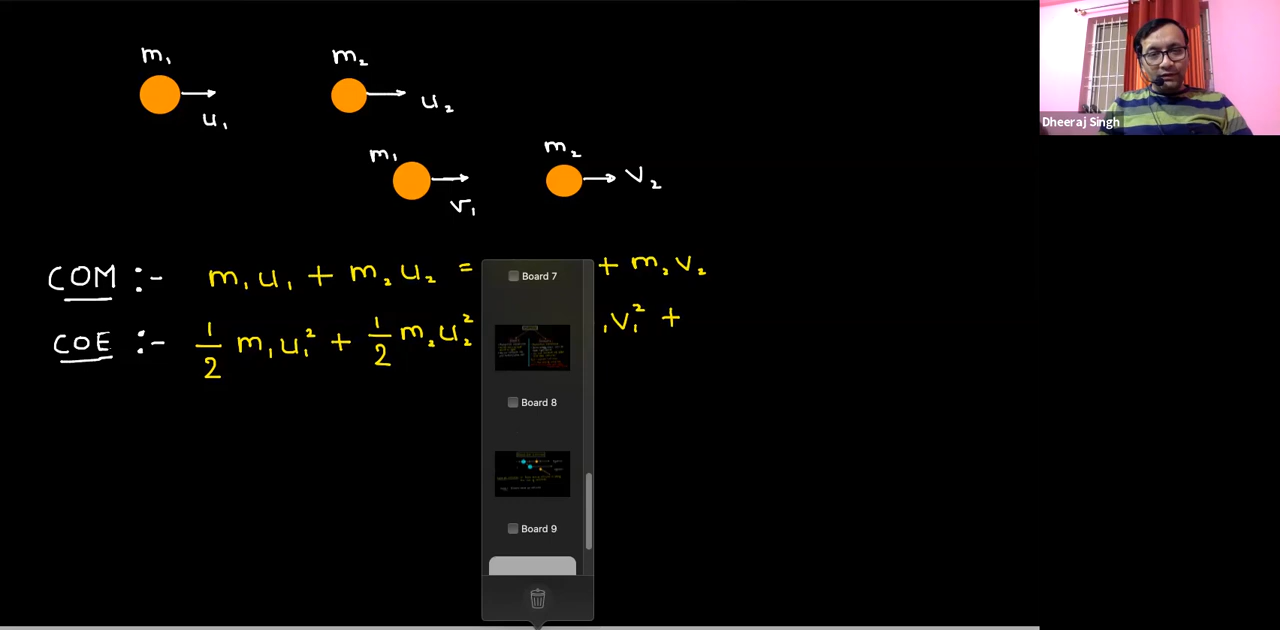 m₁ m₂
u₁ u₂
Dheeraj Singh
m₁ m₂
v₁ v₂
COM :- m₁u₁ + m₂u₂ = + m₂v₂
COE :- 1/2 m₁u₁² + 1/2 m₂u₂² ₁v₁² +
Board 7
Board 8
Board 9